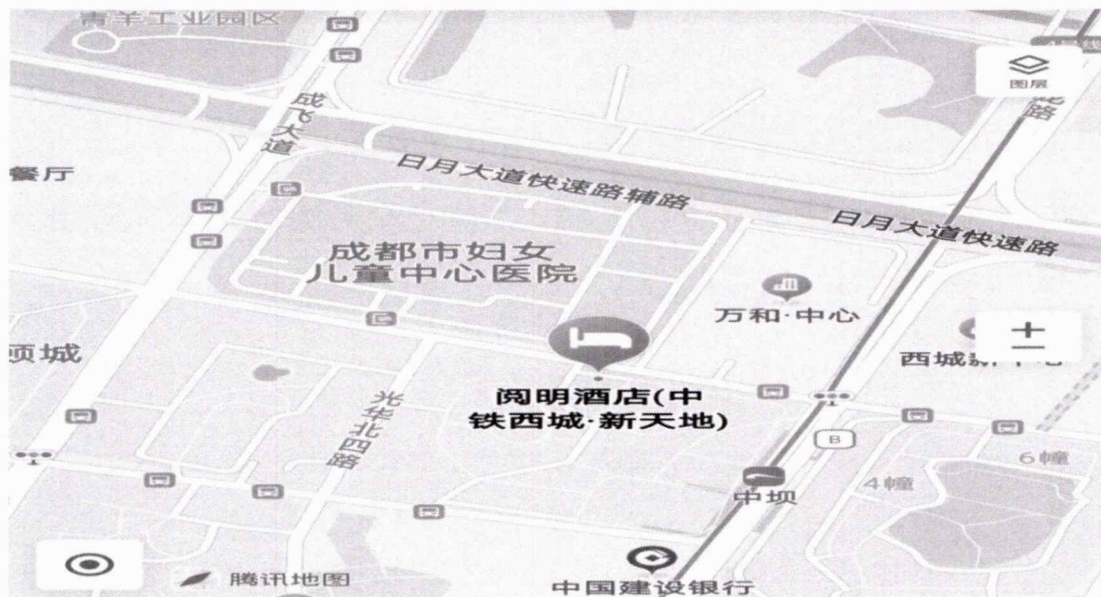 青羊工业园区
图层
成飞大道
日月大道快速路辅路
餐厅
日月大道快速路
成都市妇女
儿童中心医院
万和·中心
西城新中心
阅明酒店(中
铁西城·新天地)
光华北四路
B
6幢
4幢
中坝
腾讯地图
中国建设银行